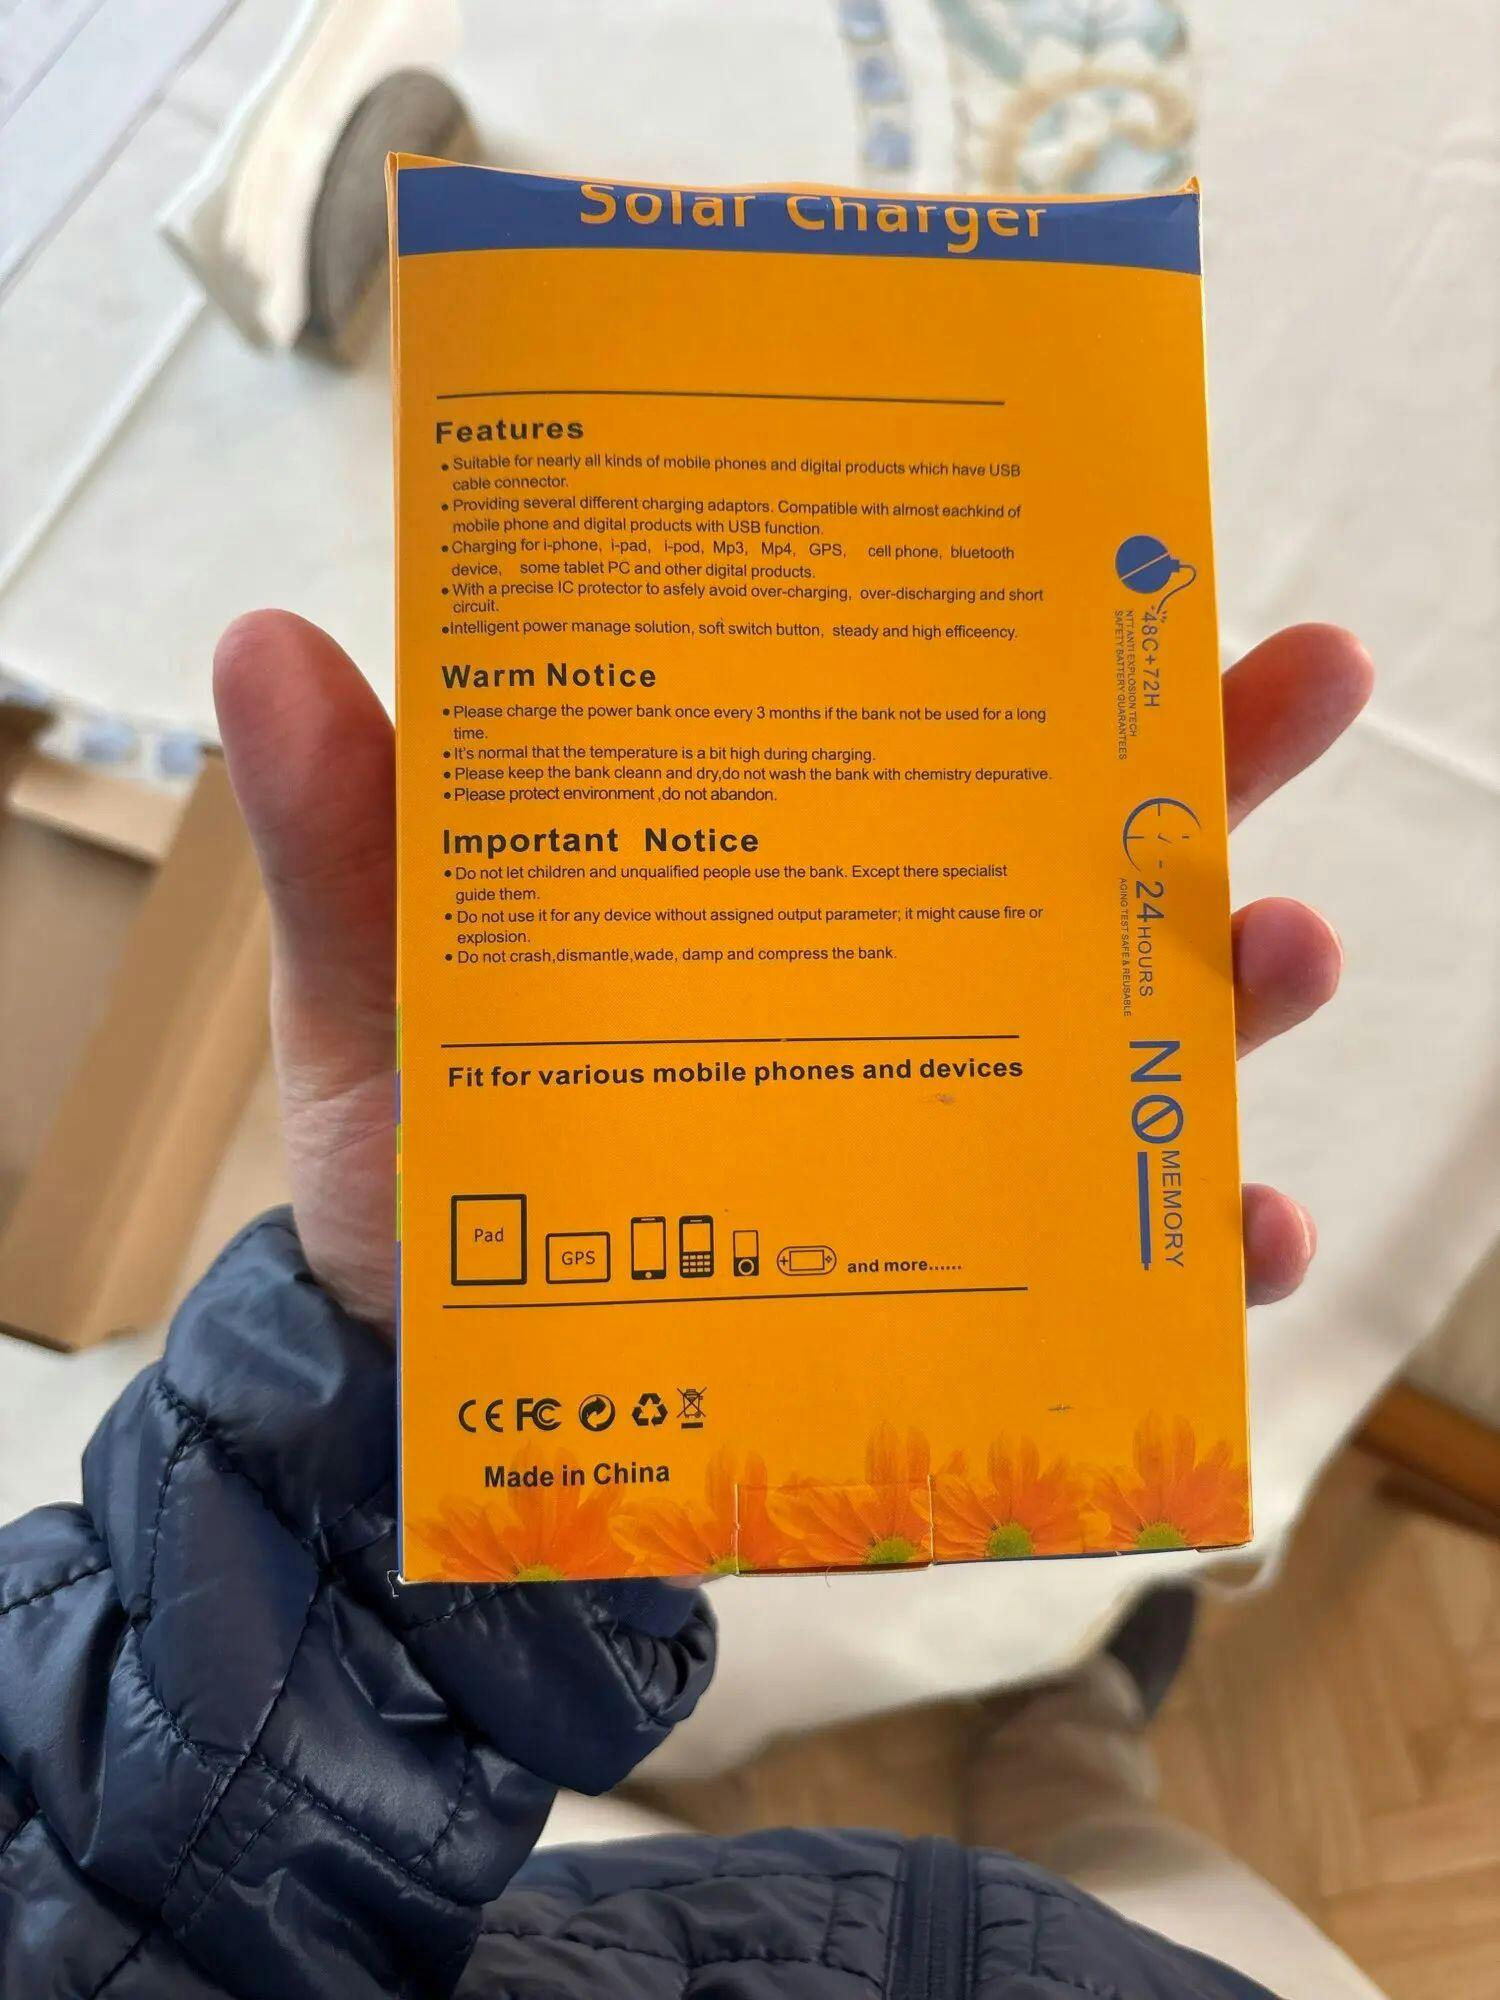 Solar Charger
Features
• Suitable for nearly all kinds of mobile phones and digital products which have USB
cable connector.
• Providing several different charging adaptors. Compatible with almost eachkind of
mobile phone and digital products with USB function.
• Charging for i-phone, i-pad, i-pod, Mp3, Mp4, GPS, cell phone, bluetooth
device, some tablet PC and other digital products.
• With a precise IC protector to asfely avoid over-charging, over-discharging and short
circuit.
•Intelligent power manage solution, soft switch button, steady and high efficeency.
Warm Notice
• Please charge the power bank once every 3 months if the bank not be used for a long
time.
• It's normal that the temperature is a bit high during charging.
• Please keep the bank cleann and dry,do not wash the bank with chemistry depurative.
• Please protect environment ,do not abandon.
Important Notice
• Do not let children and unqualified people use the bank. Except there specialist
guide them.
• Do not use it for any device without assigned output parameter; it might cause fire or
explosion.
• Do not crash,dismantle,wade, damp and compress the bank.
Fit for various mobile phones and devices
Pad
GPS
and more......
CE FC
Made in China
-48C+72H
NTT ANTI EXPLOSION TECH
SAFETY BATTERY GUARANTEES
-24HOURS
AGING TEST SAFE & REUSABLE
NO MEMORY